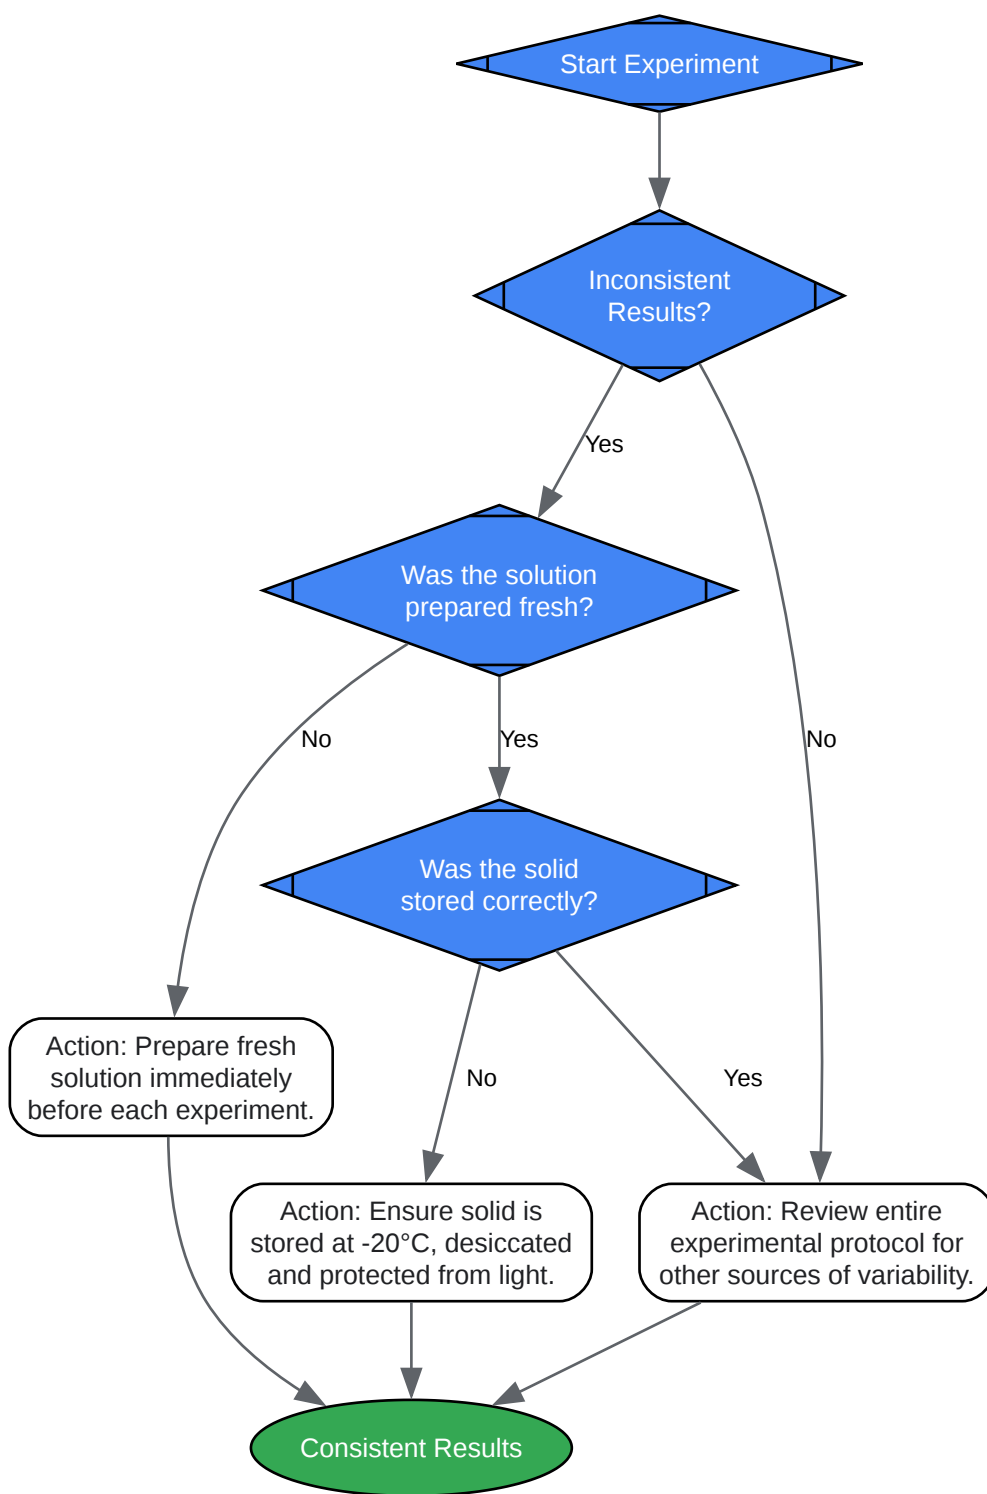 Start Experiment
Inconsistent
Results?
Yes
Was the solution
prepared fresh?
No
Yes
No
Was the solid
stored correctly?
Action: Prepare fresh
solution immediately
before each experiment.
No
Yes
Action: Ensure solid is
stored at -20°C, desiccated
and protected from light.
Action: Review entire
experimental protocol for
other sources of variability.
Consistent Results